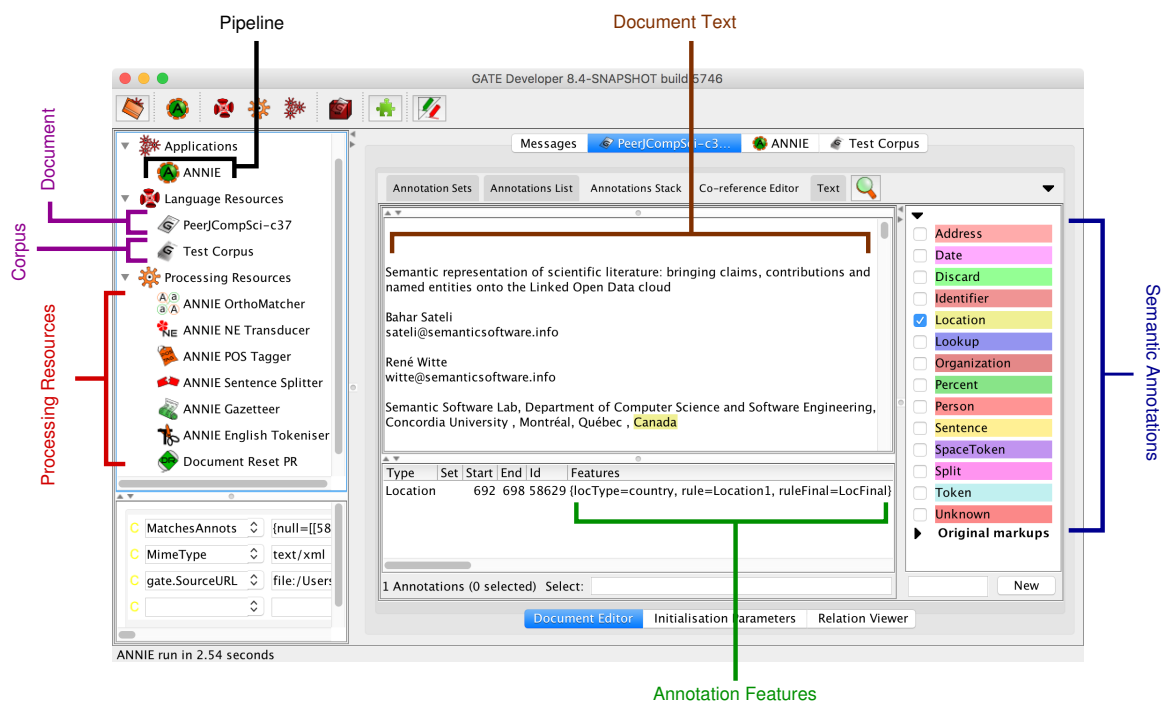 Pipeline
Document Text
GATE Developer 8.4-SNAPSHOT build 5746
Document
Corpus
Processing Resources
Applications
ANNIE
Language Resources
PeerJCompSci-c37
Test Corpus
Processing Resources
ANNIE OrthoMatcher
ANNIE NE Transducer
ANNIE POS Tagger
ANNIE Sentence Splitter
ANNIE Gazetteer
ANNIE English Tokeniser
Document Reset PR
C MatchesAnnots {null=[[58
C MimeType text/xml
C gate.SourceURL file:/Users
C
ANNIE run in 2.54 seconds
Messages PeerJCompSci-c3... ANNIE Test Corpus
Annotation Sets Annotations List Annotations Stack Co-reference Editor Text
Semantic representation of scientific literature: bringing claims, contributions and
named entities onto the Linked Open Data cloud
Bahar Sateli
sateli@semanticsoftware.info
René Witte
witte@semanticsoftware.info
Semantic Software Lab, Department of Computer Science and Software Engineering,
Concordia University , Montréal, Québec , Canada
Type Set Start End Id Features
Location 692 698 58629 {locType=country, rule=Location1, ruleFinal=LocFinal}
1 Annotations (0 selected) Select:
Document Editor Initialisation Parameters Relation Viewer
Address
Date
Discard
Identifier
Location
Lookup
Organization
Percent
Person
Sentence
SpaceToken
Split
Token
Unknown
Original markups
New
Semantic Annotations
Annotation Features